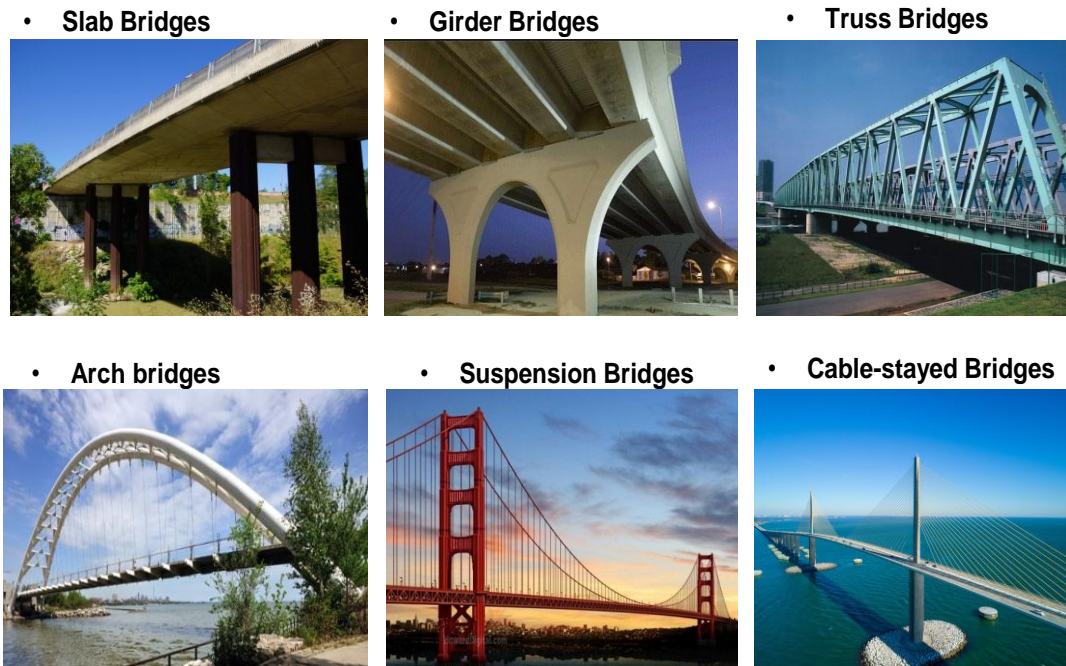 • Slab Bridges
• Girder Bridges
• Truss Bridges
• Arch bridges
• Suspension Bridges
• Cable-stayed Bridges